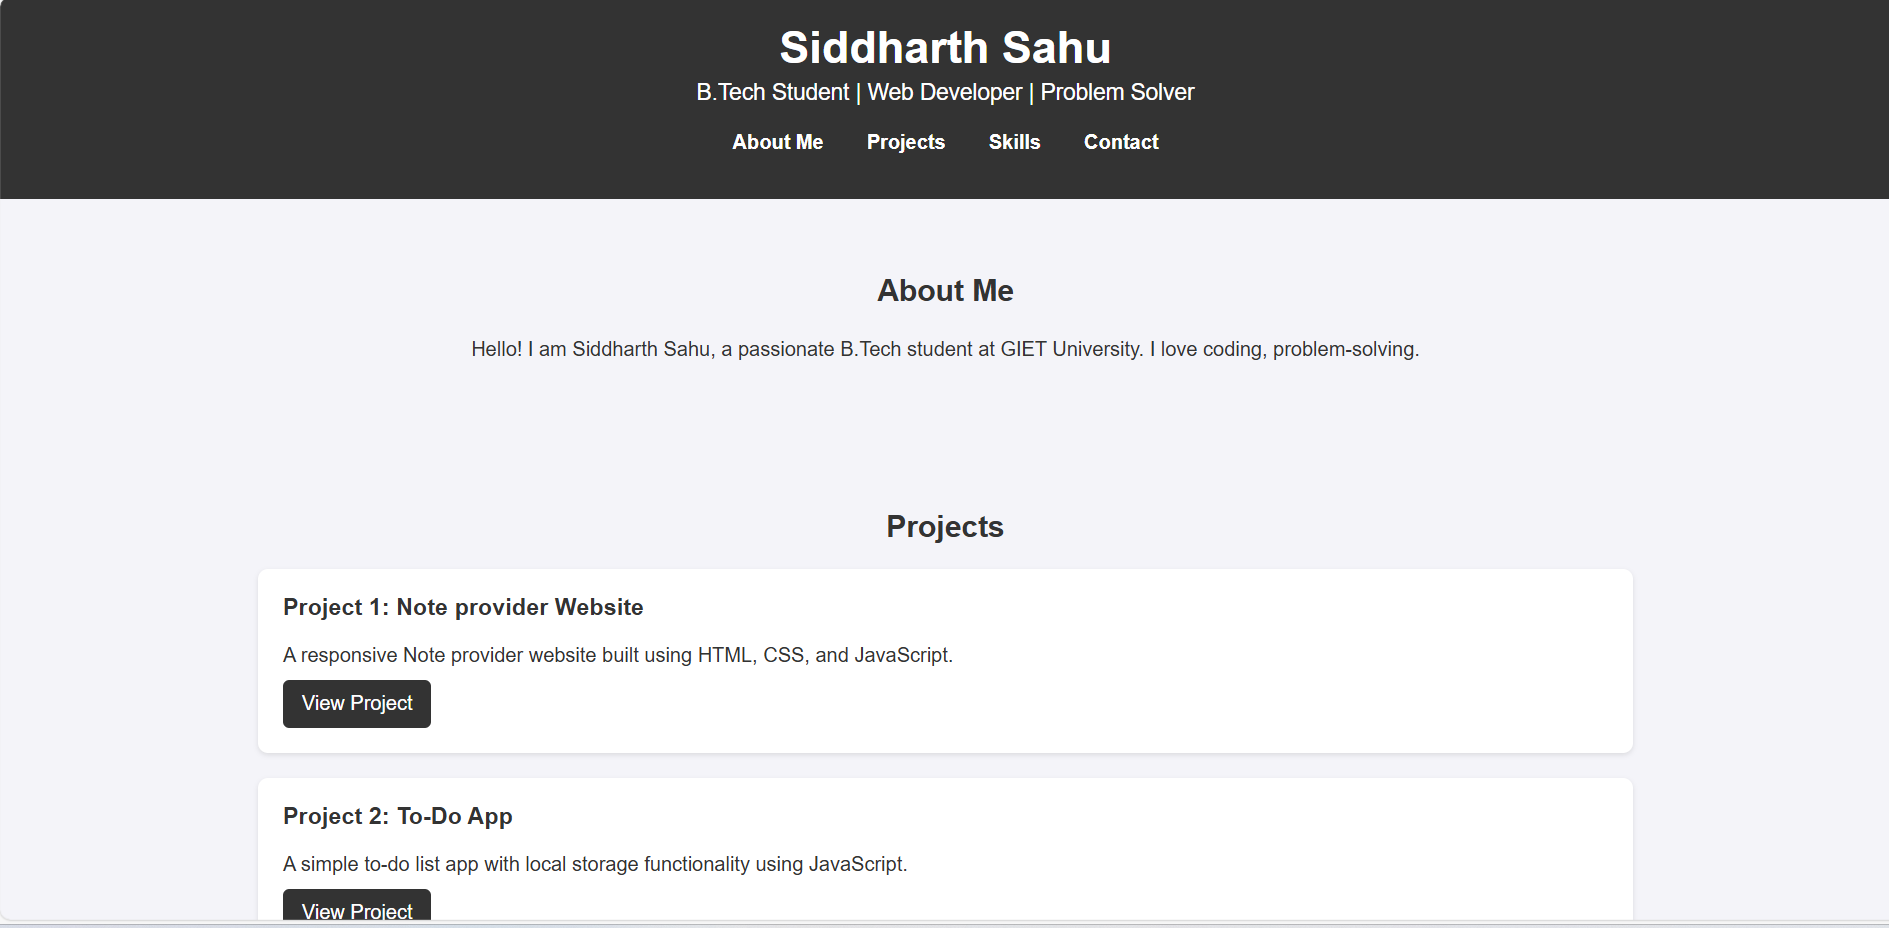 Siddharth Sahu
B.Tech Student | Web Developer | Problem Solver
About Me Projects Skills Contact
About Me
Hello! I am Siddharth Sahu, a passionate B.Tech student at GIET University. I love coding, problem-solving.
Projects
Project 1: Note provider Website
A responsive Note provider website built using HTML, CSS, and JavaScript.
View Project
Project 2: To-Do App
A simple to-do list app with local storage functionality using JavaScript.
View Project